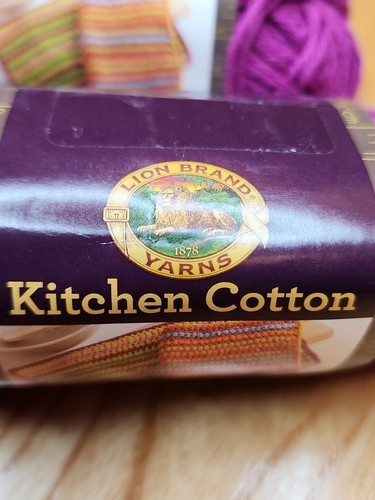 LION BRAND
1878
YARNS
Kitchen Cotton